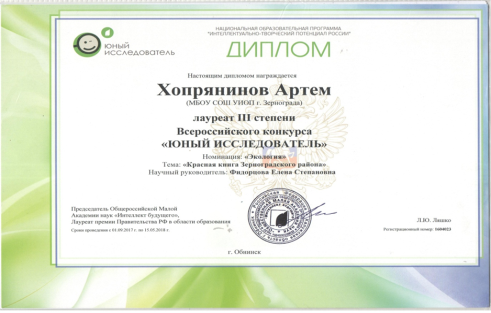 ЮНЫЙ
ИССЛЕДОВАТЕЛЬ
НАЦИОНАЛЬНАЯ ОБРАЗОВАТЕЛЬНАЯ ПРОГРАММА
"ИНТЕЛЛЕКТУАЛЬНО-ТВОРЧЕСКИЙ ПОТЕНЦИАЛ РОССИИ"
ДИПЛОМ
Настоящим дипломом награждается
Хопрянинов Артем
(МБОУ СОШ УИОП г. Зернограда)
лауреат III степени
Всероссийского конкурса
«ЮНЫЙ ИССЛЕДОВАТЕЛЬ»
Номинация: «Экология»
Тема: «Красная книга Зерноградского района»
Научный руководитель: Фидорцова Елена Степановна
Председатель Общероссийской Малой
Академии наук «Интеллект будущего»,
Лауреат премии Правительства РФ в области образования
Л.Ю. Ляшко
Сроки проведения с 01.09.2017 г. по 15.05.2018 г.
Регистрационный номер: 1604023
г. Обнинск